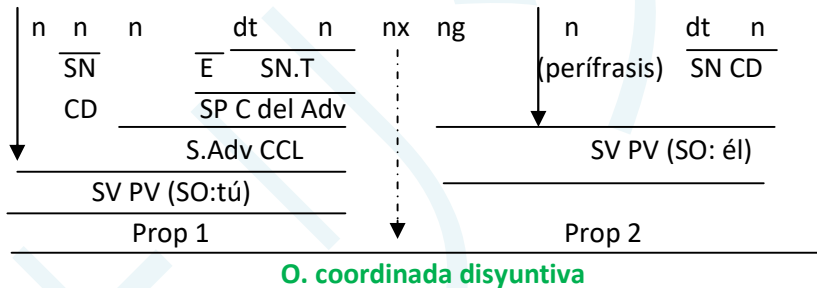 n n n dt n nx ng n dt n
SN E SN.T (perífrasis) SN CD
CD SP C del Adv
S.Adv CCL SV PV (SO: él)
SV PV (SO:tú)
Prop 1 Prop 2
O. coordinada disyuntiva